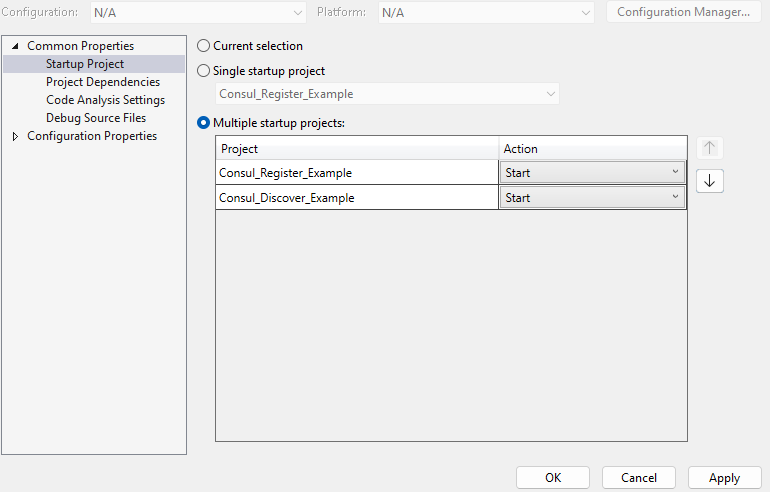 Configuration: N/A Platform: N/A Configuration Manager...
Common Properties
Startup Project
Project Dependencies
Code Analysis Settings
Debug Source Files
Configuration Properties
Current selection
Single startup project
Consul_Register_Example
Multiple startup projects:
Project Action
Consul_Register_Example Start
Consul_Discover_Example Start
OK Cancel Apply